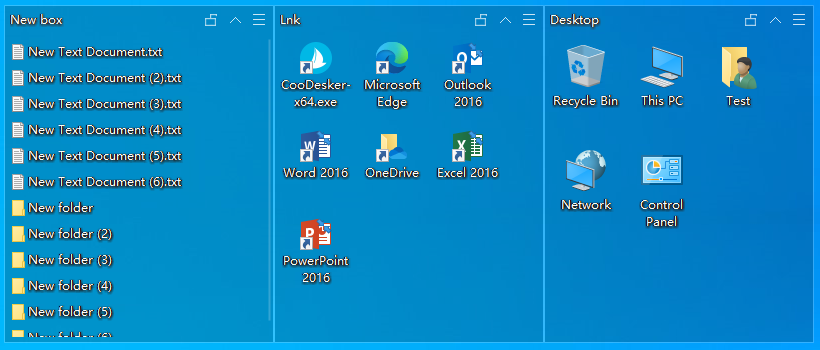 New box
New Text Document.txt
New Text Document (2).txt
New Text Document (3).txt
New Text Document (4).txt
New Text Document (5).txt
New Text Document (6).txt
New folder
New folder (2)
New folder (3)
New folder (4)
New folder (5)
New folder (6)
Lnk
CooDesker-
x64.exe
Microsoft
Edge
Outlook
2016
Word 2016
OneDrive
Excel 2016
PowerPoint
2016
Desktop
Recycle Bin
This PC
Test
Network
Control
Panel